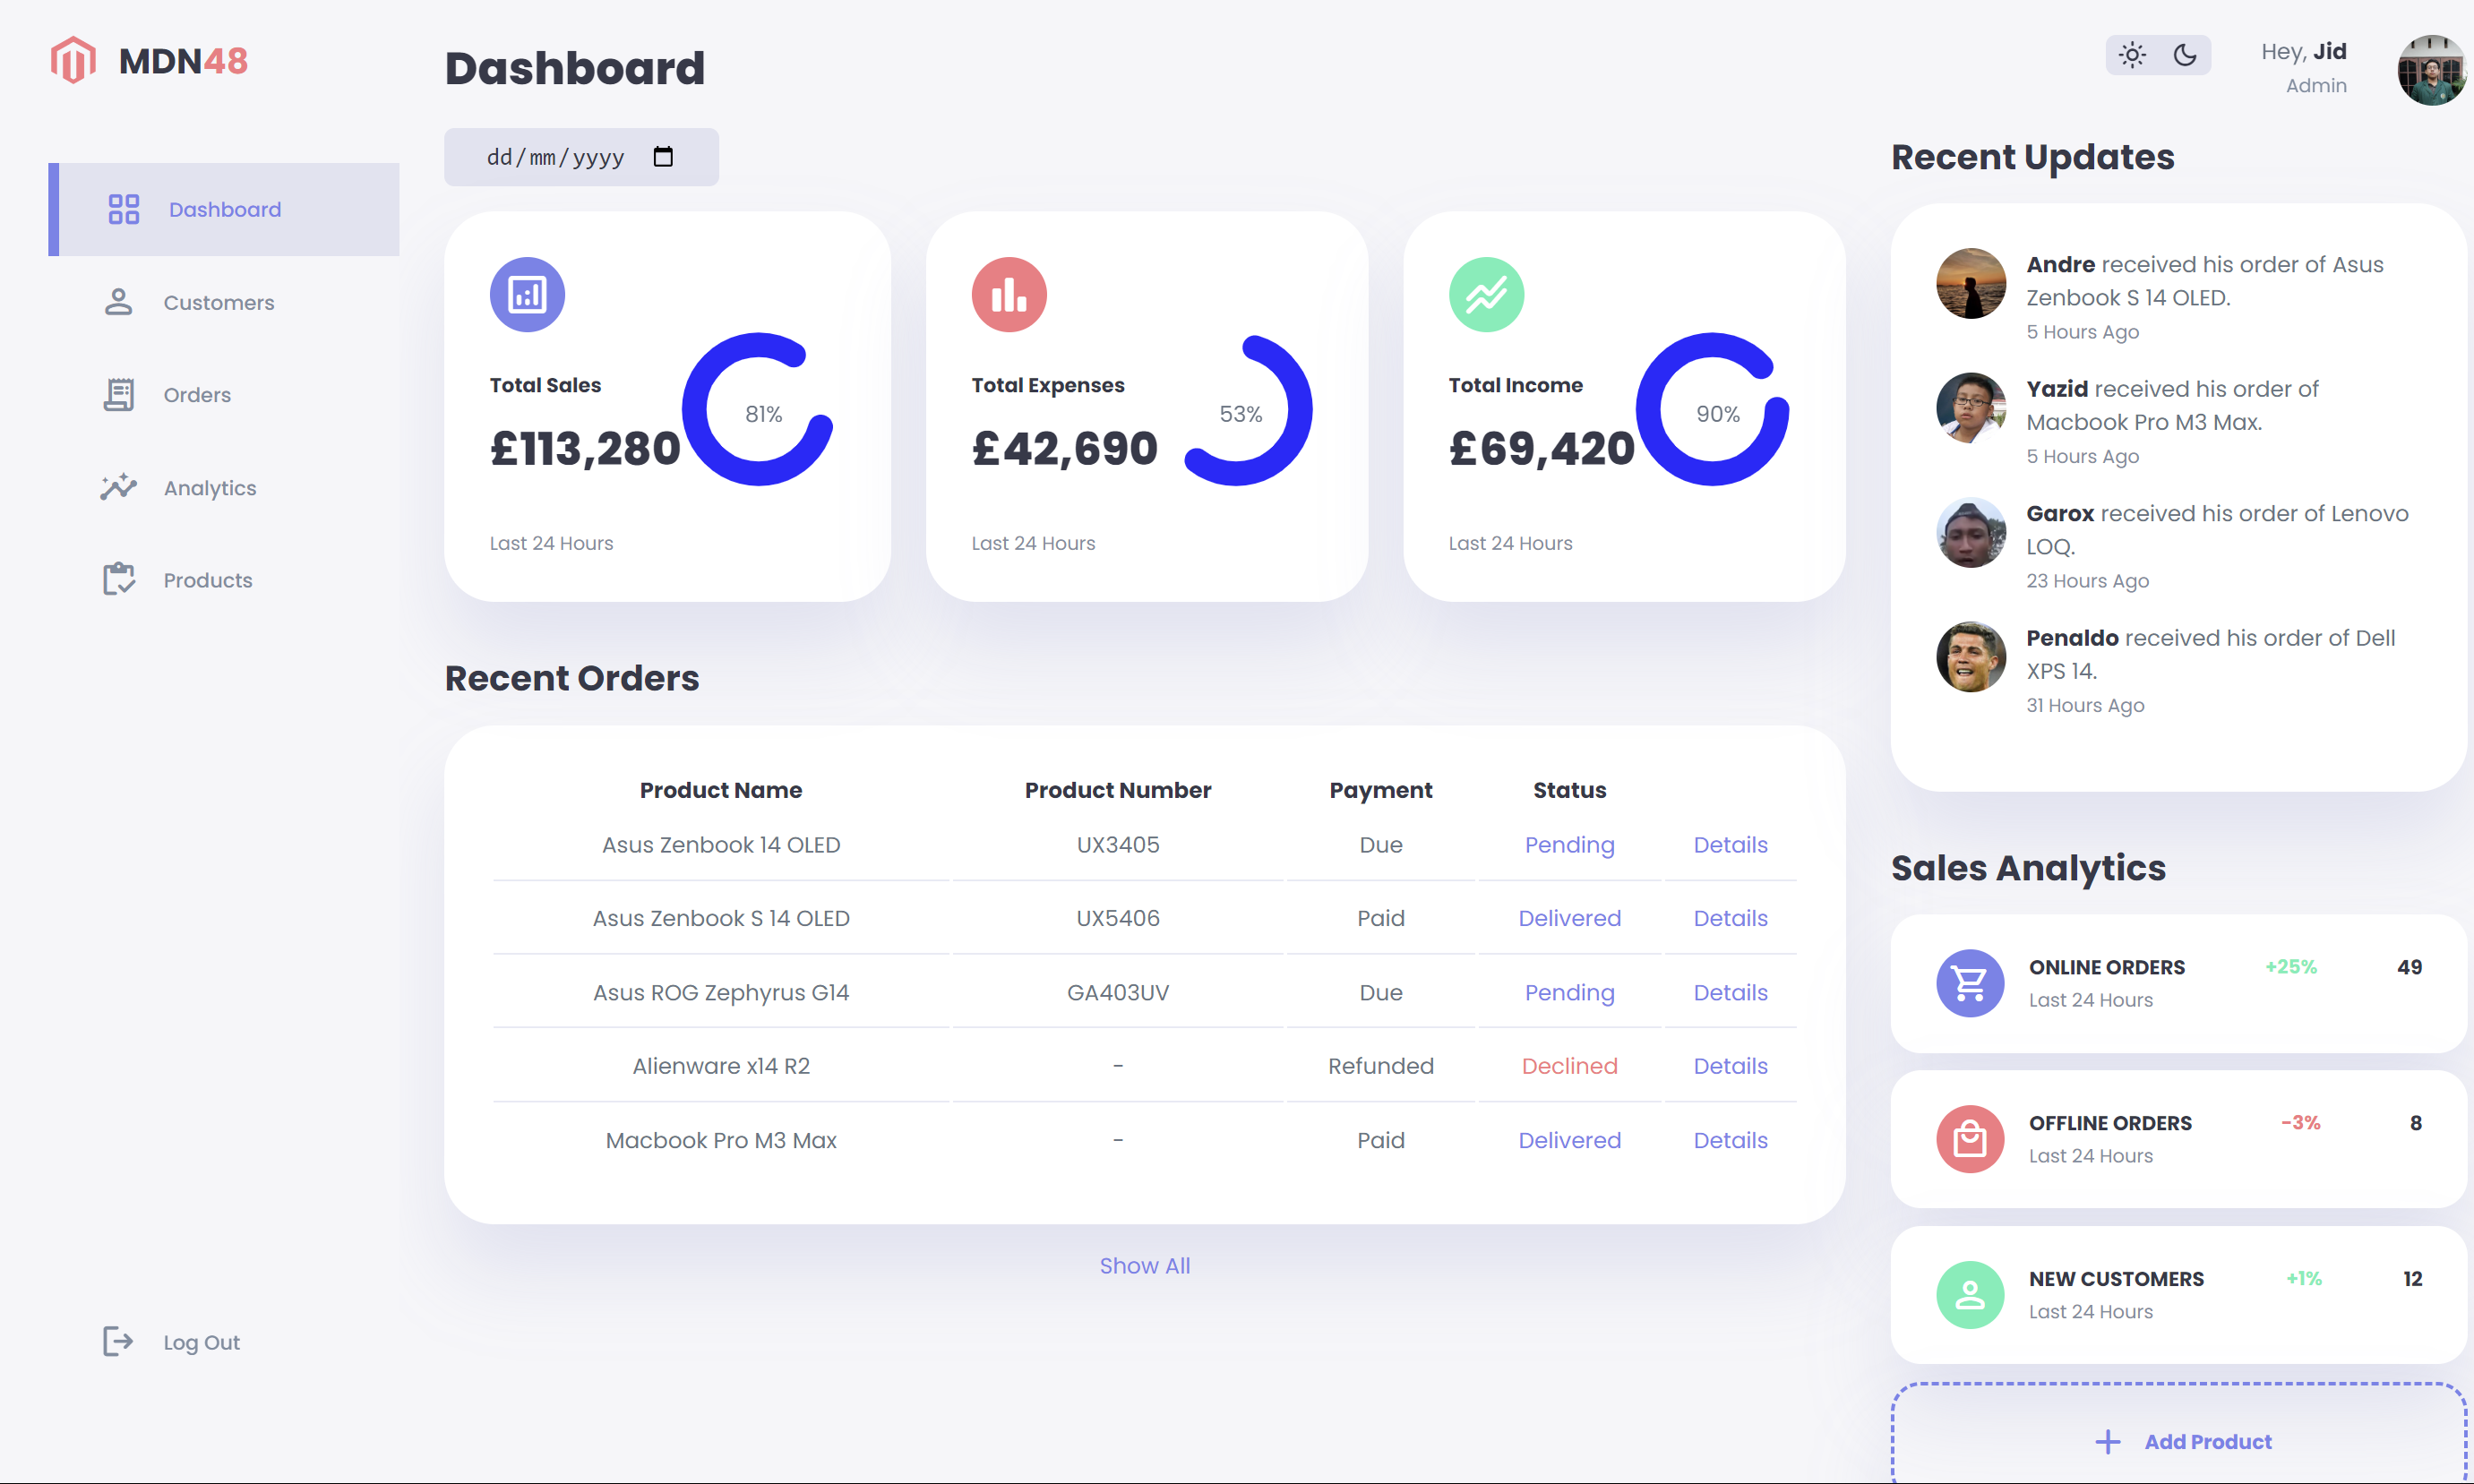 MDN48
Dashboard
Customers
Orders
Analytics
Products
Log Out
Dashboard
dd/mm/yyyy
Total Sales
£113,280
81%
Last 24 Hours
Total Expenses
£42,690
53%
Last 24 Hours
Total Income
£69,420
90%
Last 24 Hours
Recent Orders
Product Name Product Number Payment Status
Asus Zenbook 14 OLED UX3405 Due Pending Details
Asus Zenbook S 14 OLED UX5406 Paid Delivered Details
Asus ROG Zephyrus G14 GA403UV Due Pending Details
Alienware x14 R2 - Refunded Declined Details
Macbook Pro M3 Max - Paid Delivered Details
Show All
Hey, Jid
Admin
Recent Updates
Andre received his order of Asus
Zenbook S 14 OLED.
5 Hours Ago
Yazid received his order of
Macbook Pro M3 Max.
5 Hours Ago
Garox received his order of Lenovo
LOQ.
23 Hours Ago
Penaldo received his order of Dell
XPS 14.
31 Hours Ago
Sales Analytics
ONLINE ORDERS +25% 49
Last 24 Hours
OFFLINE ORDERS -3% 8
Last 24 Hours
NEW CUSTOMERS +1% 12
Last 24 Hours
Add Product